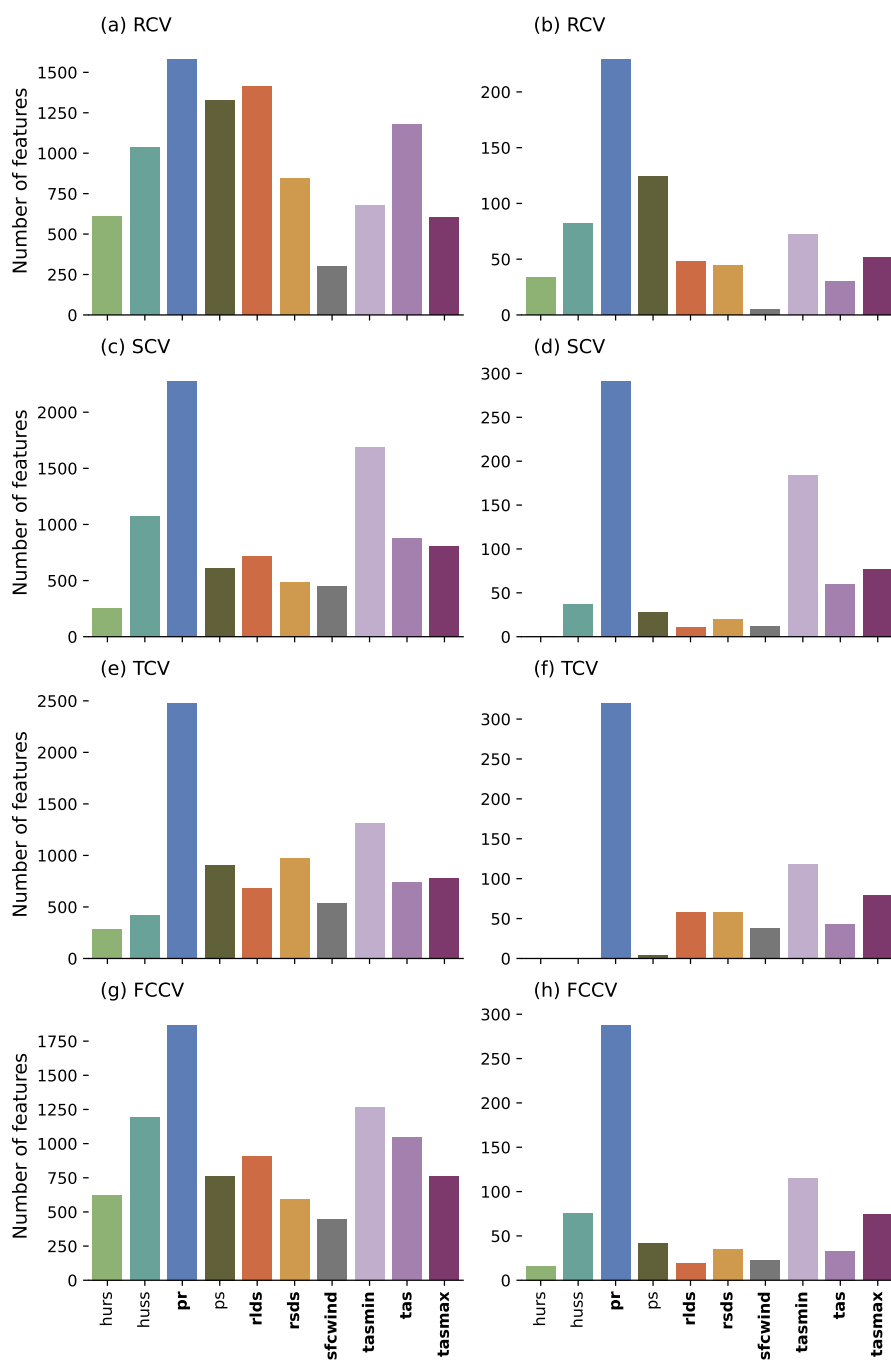 (a) RCV
(b) RCV
Number of features
1500
1250
1000
750
500
250
0
200
150
100
50
0
(c) SCV
(d) SCV
Number of features
2000
1500
1000
500
0
300
250
200
150
100
50
0
(e) TCV
(f) TCV
Number of features
2500
2000
1500
1000
500
0
300
250
200
150
100
50
0
(g) FCCV
(h) FCCV
Number of features
1750
1500
1250
1000
750
500
250
0
300
250
200
150
100
50
0
hurs
huss
pr
ps
rlds
rsds
sfcwind
tasmin
tas
tasmax
hurs
huss
pr
ps
rlds
rsds
sfcwind
tasmin
tas
tasmax